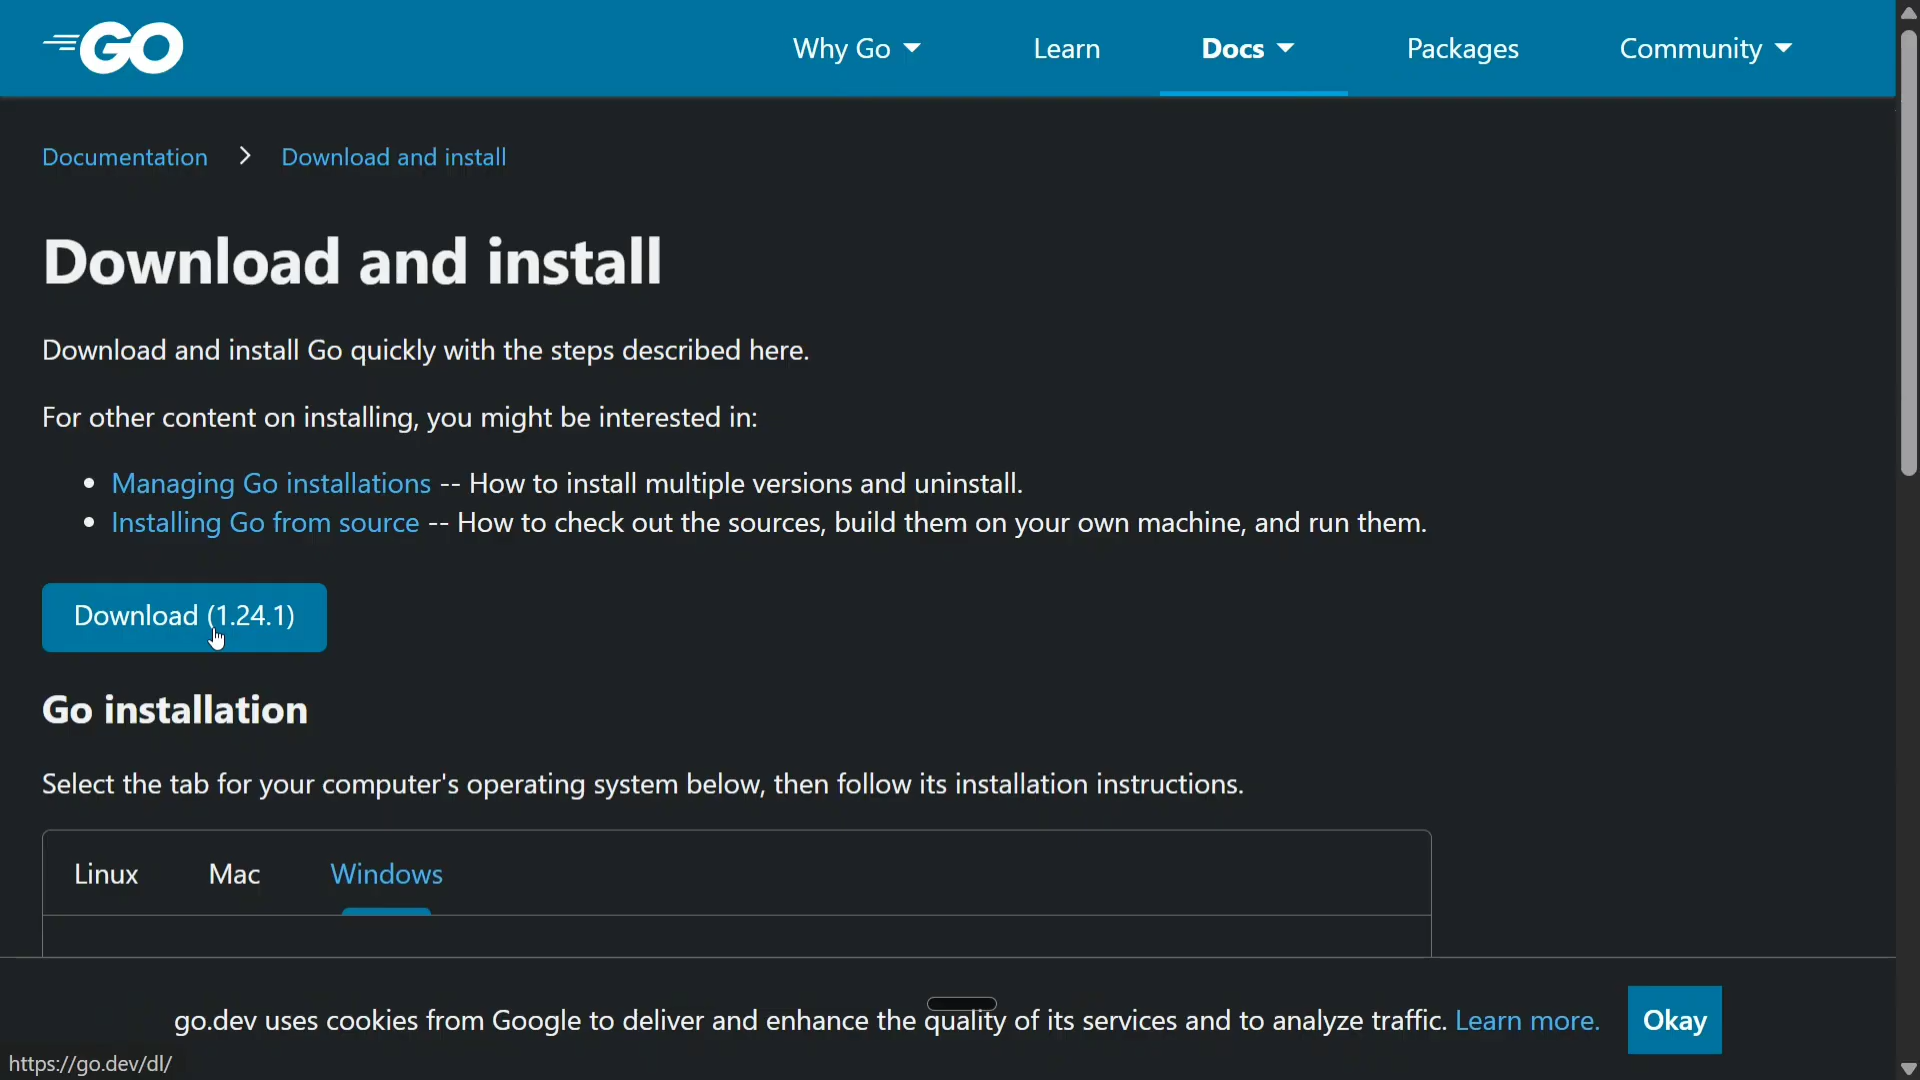 GO
Why Go
Learn
Docs
Packages
Community
Documentation > Download and install
Download and install
Download and install Go quickly with the steps described here.
For other content on installing, you might be interested in:
• Managing Go installations -- How to install multiple versions and uninstall.
• Installing Go from source -- How to check out the sources, build them on your own machine, and run them.
Download (1.24.1)
Go installation
Select the tab for your computer's operating system below, then follow its installation instructions.
Linux
Mac
Windows
go.dev uses cookies from Google to deliver and enhance the quality of its services and to analyze traffic. Learn more.
Okay
https://go.dev/dl/